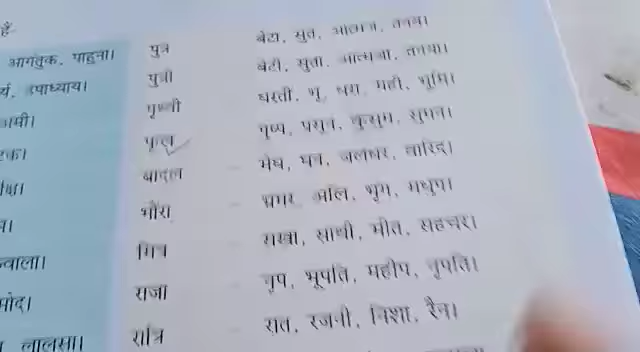 हैं
आगंतुक, पाहुना।
र्य, उपाध्याय।
क्षि।
वाला।
मोद।
लालसा।
पुत्र बेटा, सुत, आत्मज, तनय।
पुत्री बेटी, सुता, आत्मजा, तनया।
पृथ्वी धरती, भू, धरा, मही, भूमि।
फूल पुष्प, प्रसून, कुसुम, सुमन।
बादल - मेघ, घन, जलधर, वारिद।
भौंरा - भ्रमर, अलि, भृंग, मधुप।
मित्र - सखा, साथी, मीत, सहचर।
राजा - नृप, भूपति, महीप, नृपति।
रात्रि - रात, रजनी, निशा, रैन।